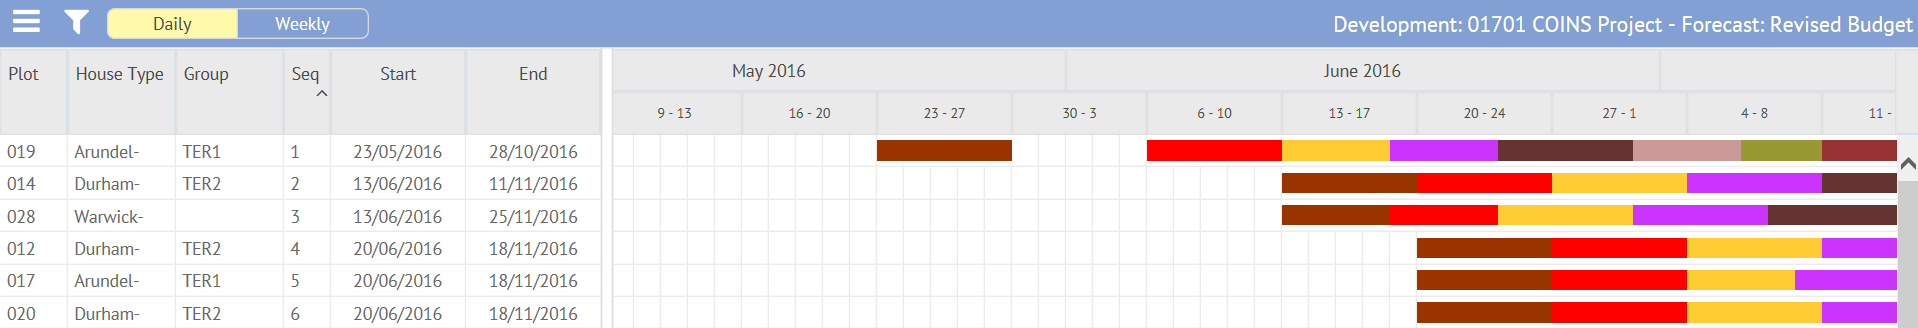 Daily Weekly Development: 01701 COINS Project - Forecast: Revised Budget
Plot House Type Group Seq Start End May 2016 June 2016
9 - 13 16 - 20 23 - 27 30 - 3 6 - 10 13 - 17 20 - 24 27 - 1 4 - 8 11 -
019 Arundel- TER1 1 23/05/2016 28/10/2016
014 Durham- TER2 2 13/06/2016 11/11/2016
028 Warwick- 3 13/06/2016 25/11/2016
012 Durham- TER2 4 20/06/2016 18/11/2016
017 Arundel- TER1 5 20/06/2016 18/11/2016
020 Durham- TER2 6 20/06/2016 18/11/2016